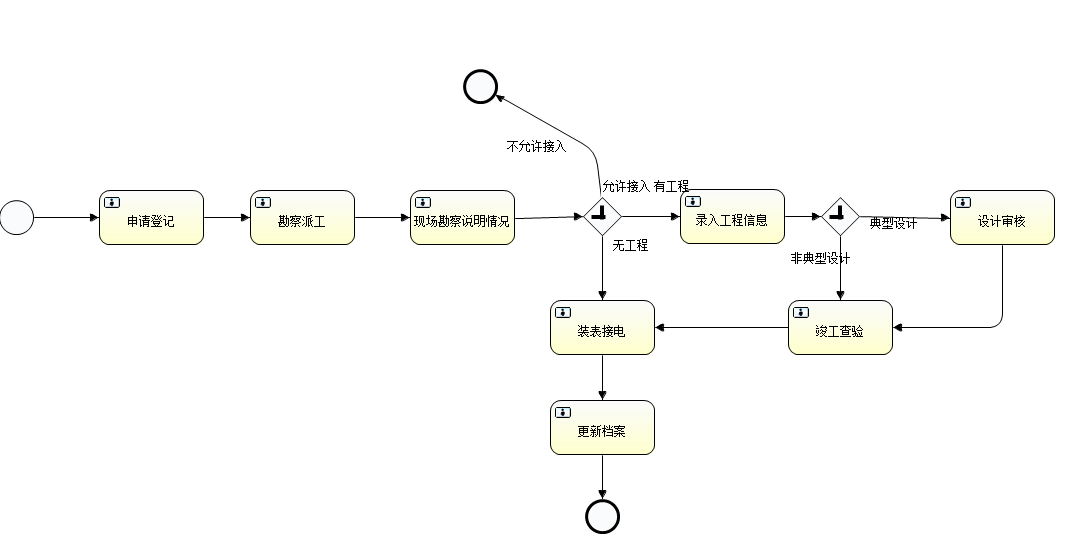 不允许接入
允许接入 有工程
申请登记
勘察派工
现场勘察说明情况
录入工程信息
典型设计
设计审核
无工程
非典型设计
装表接电
竣工查验
更新档案